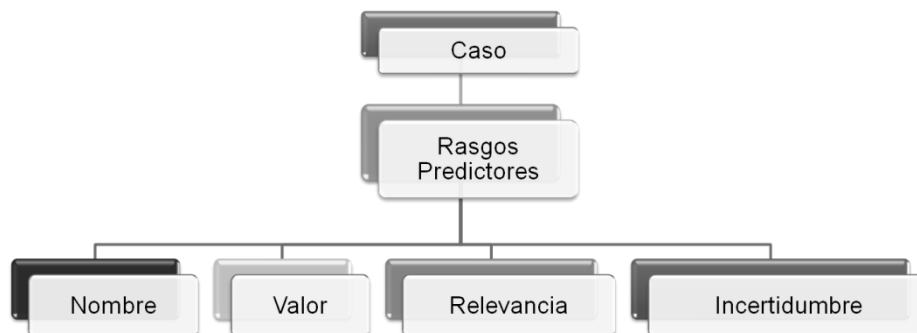 Caso
Rasgos
Predictores
Nombre
Valor
Relevancia
Incertidumbre